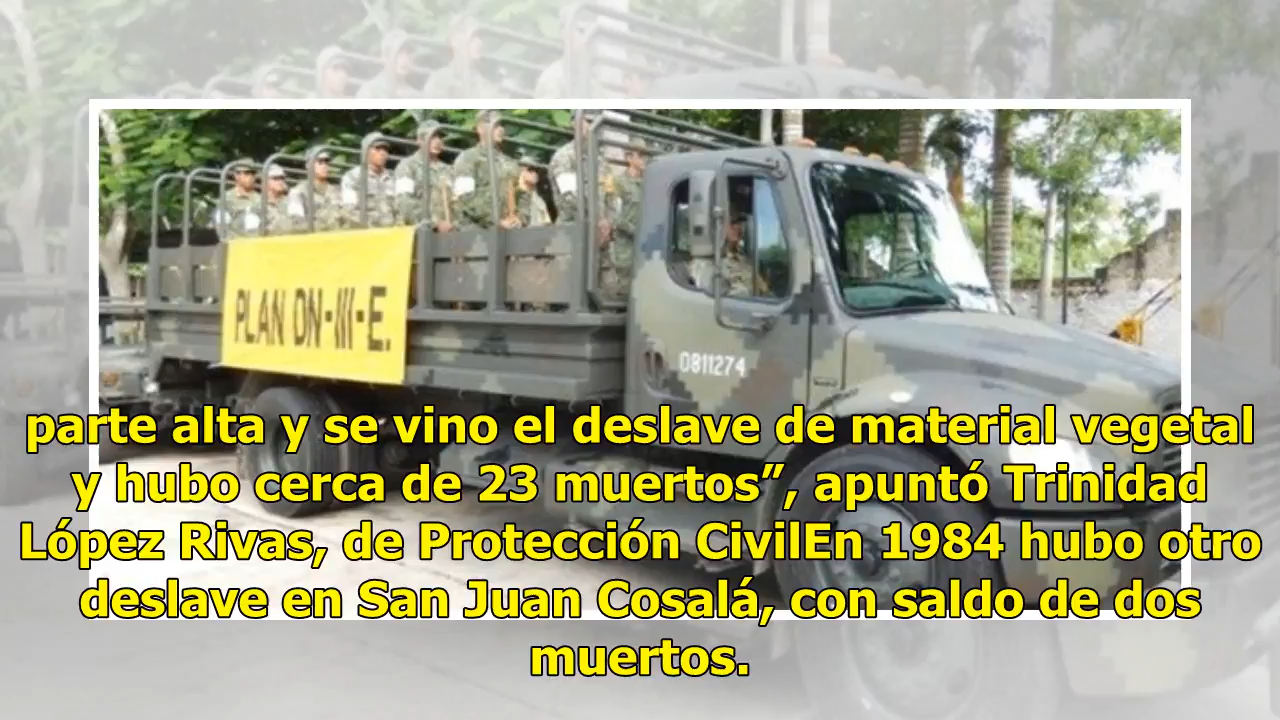 PLAN DN-III-E.
0811274
parte alta y se vino el deslave de material vegetal
y hubo cerca de 23 muertos”, apuntó Trinidad
López Rivas, de Protección CivilEn 1984 hubo otro
deslave en San Juan Cosalá, con saldo de dos
muertos.